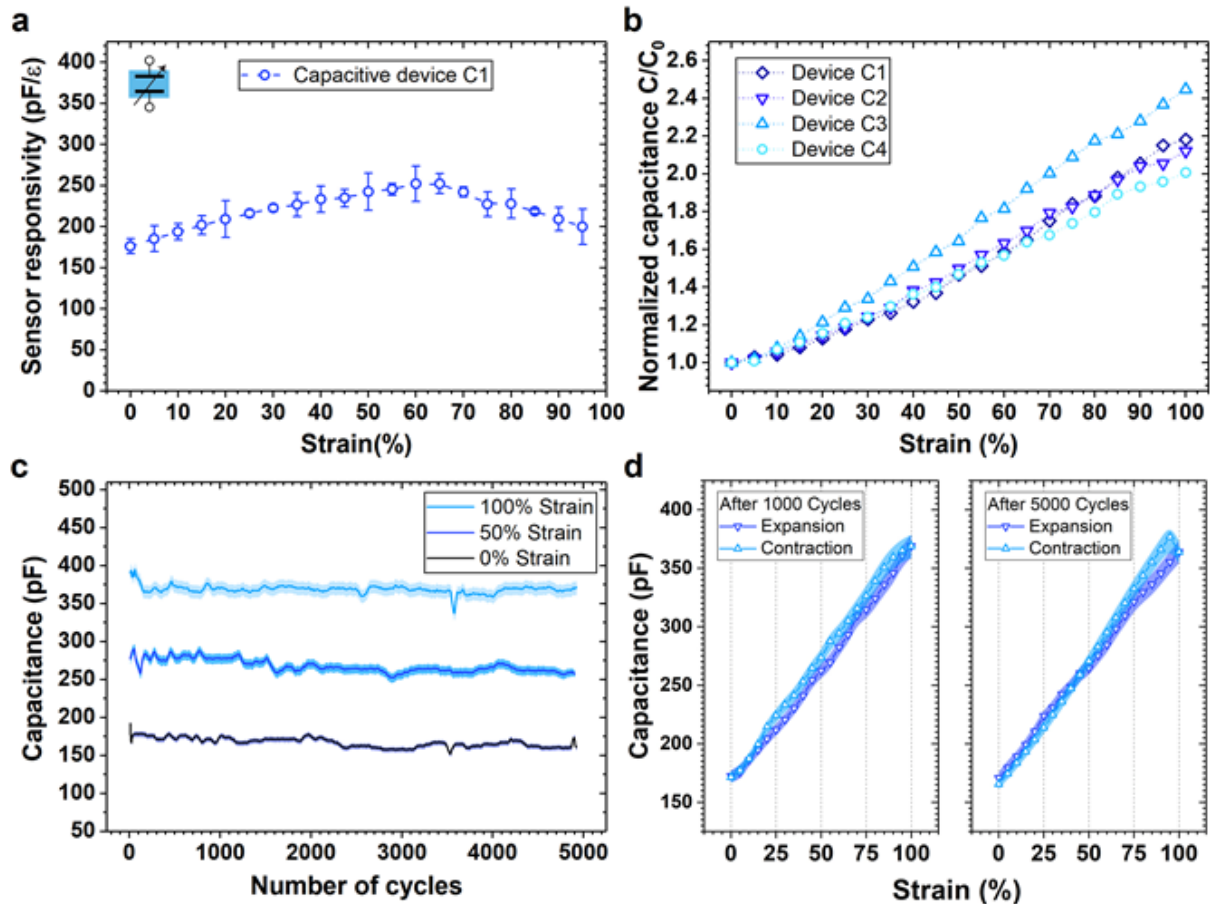 a
Sensor responsivity (pF/ε)
400
350
300
250
200
150
100
50
0
Capacitive device C1
0 10 20 30 40 50 60 70 80 90 100
Strain(%)
b
Normalized capacitance C/C0
2.6
2.4
2.2
2.0
1.8
1.6
1.4
1.2
1.0
Device C1
Device C2
Device C3
Device C4
0 10 20 30 40 50 60 70 80 90 100
Strain (%)
c
Capacitance (pF)
500
450
400
350
300
250
200
150
100
50
100% Strain
50% Strain
0% Strain
0 1000 2000 3000 4000 5000
Number of cycles
d
Capacitance (pF)
400
350
300
250
200
150
After 1000 Cycles
Expansion
Contraction
0 25 50 75 100
After 5000 Cycles
Expansion
Contraction
0 25 50 75 100
Strain (%)